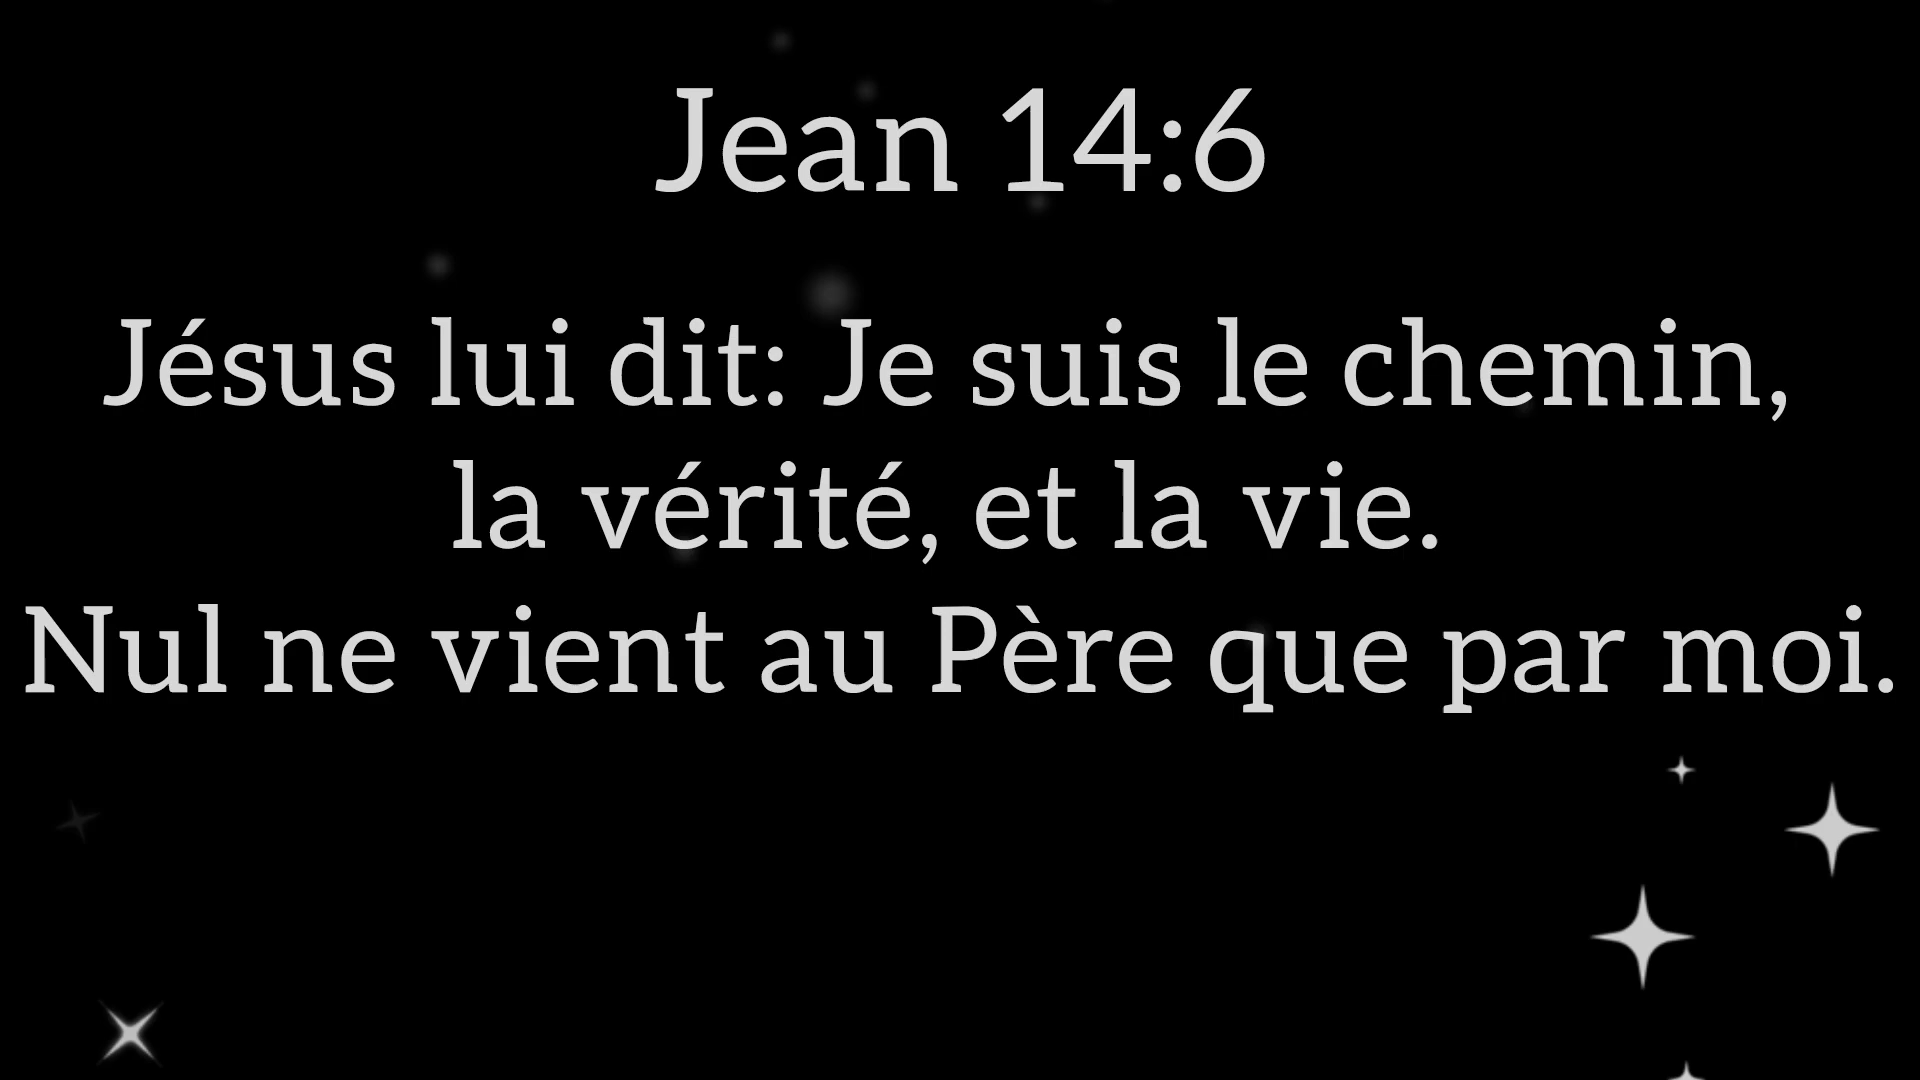 Jean 14:6
Jésus lui dit: Je suis le chemin,
la vérité, et la vie.
Nul ne vient au Père que par moi.